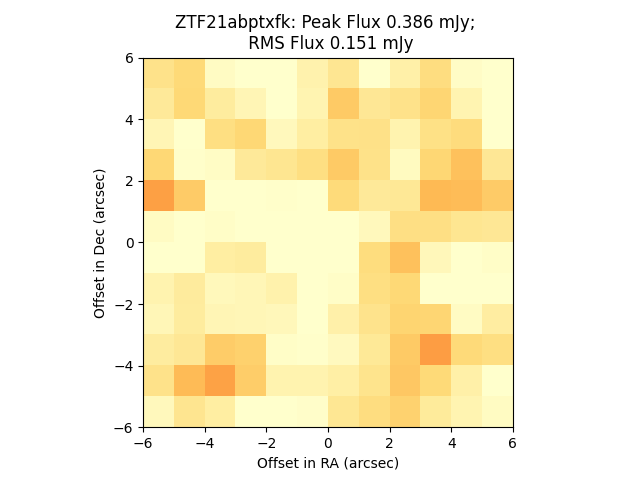 ZTF21abptxfk: Peak Flux 0.386 mJy;
RMS Flux 0.151 mJy
6
4
2
0
−2
−4
−6
Offset in Dec (arcsec)
−6 −4 −2 0 2 4 6
Offset in RA (arcsec)